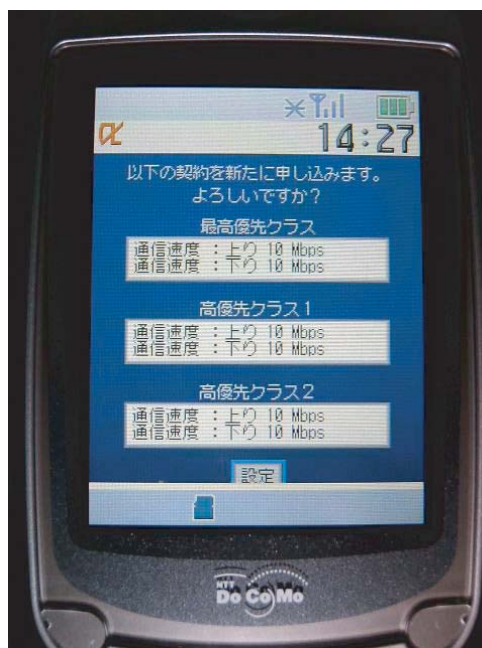 α
14:27
以下の契約を新たに申し込みます。
よろしいですか？
最高優先クラス
通信速度 ：上り 10 Mbps
通信速度 ：下り 10 Mbps
高優先クラス1
通信速度 ：上り 10 Mbps
通信速度 ：下り 10 Mbps
高優先クラス2
通信速度 ：上り 10 Mbps
通信速度 ：下り 10 Mbps
設定
NTT
DoCoMo